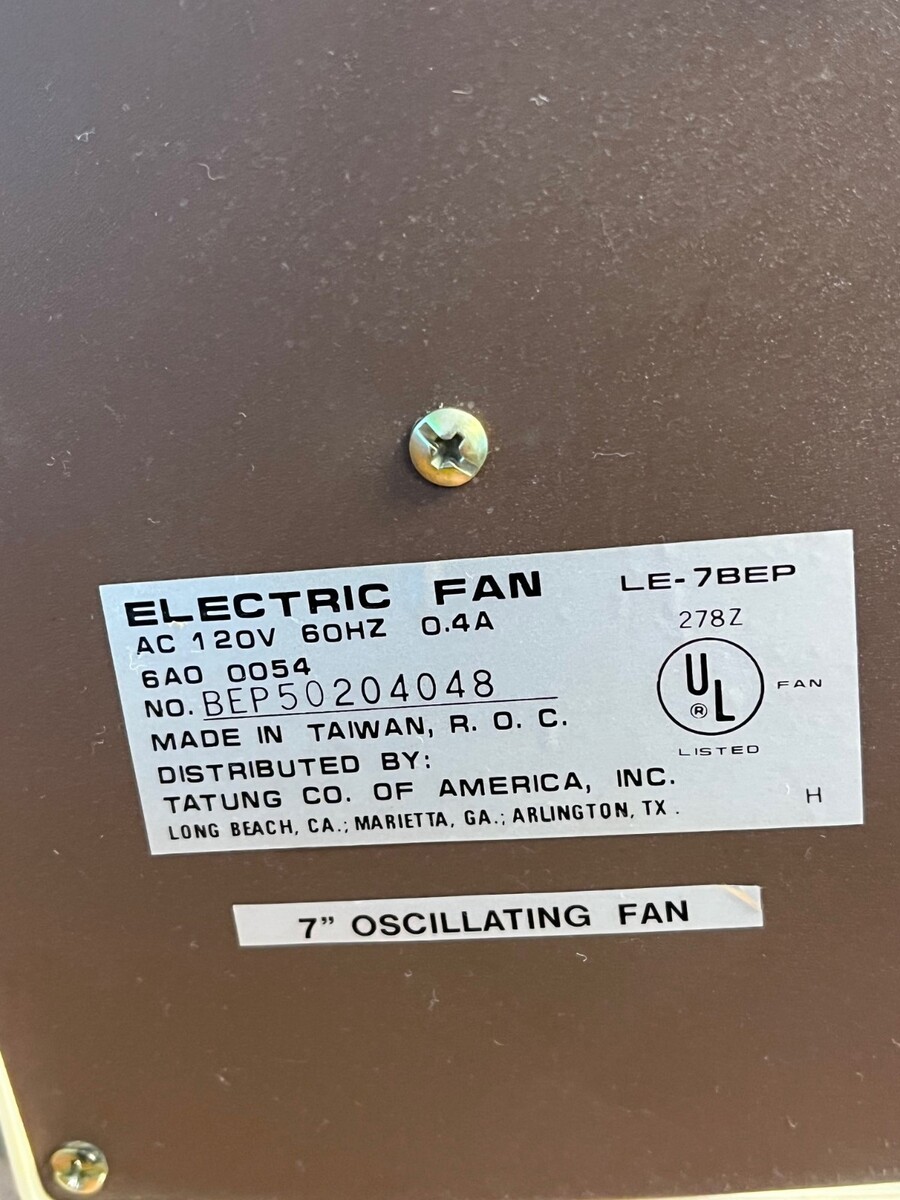 ELECTRIC FAN LE-7BEP
AC 120V 60HZ 0.4A 278Z
6A0 0054
NO. BEP50204048
UL ® FAN
LISTED
MADE IN TAIWAN, R. O. C.
DISTRIBUTED BY:
TATUNG CO. OF AMERICA, INC.
H
LONG BEACH, CA.; MARIETTA, GA.; ARLINGTON, TX.
7” OSCILLATING FAN